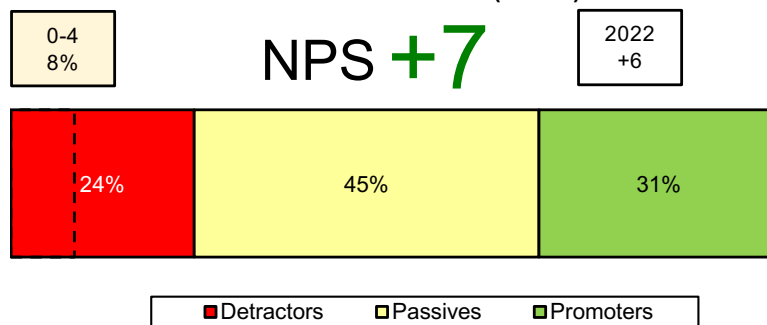 0-4
8%
NPS +7
2022
+6
24%
45%
31%
Detractors
Passives
Promoters